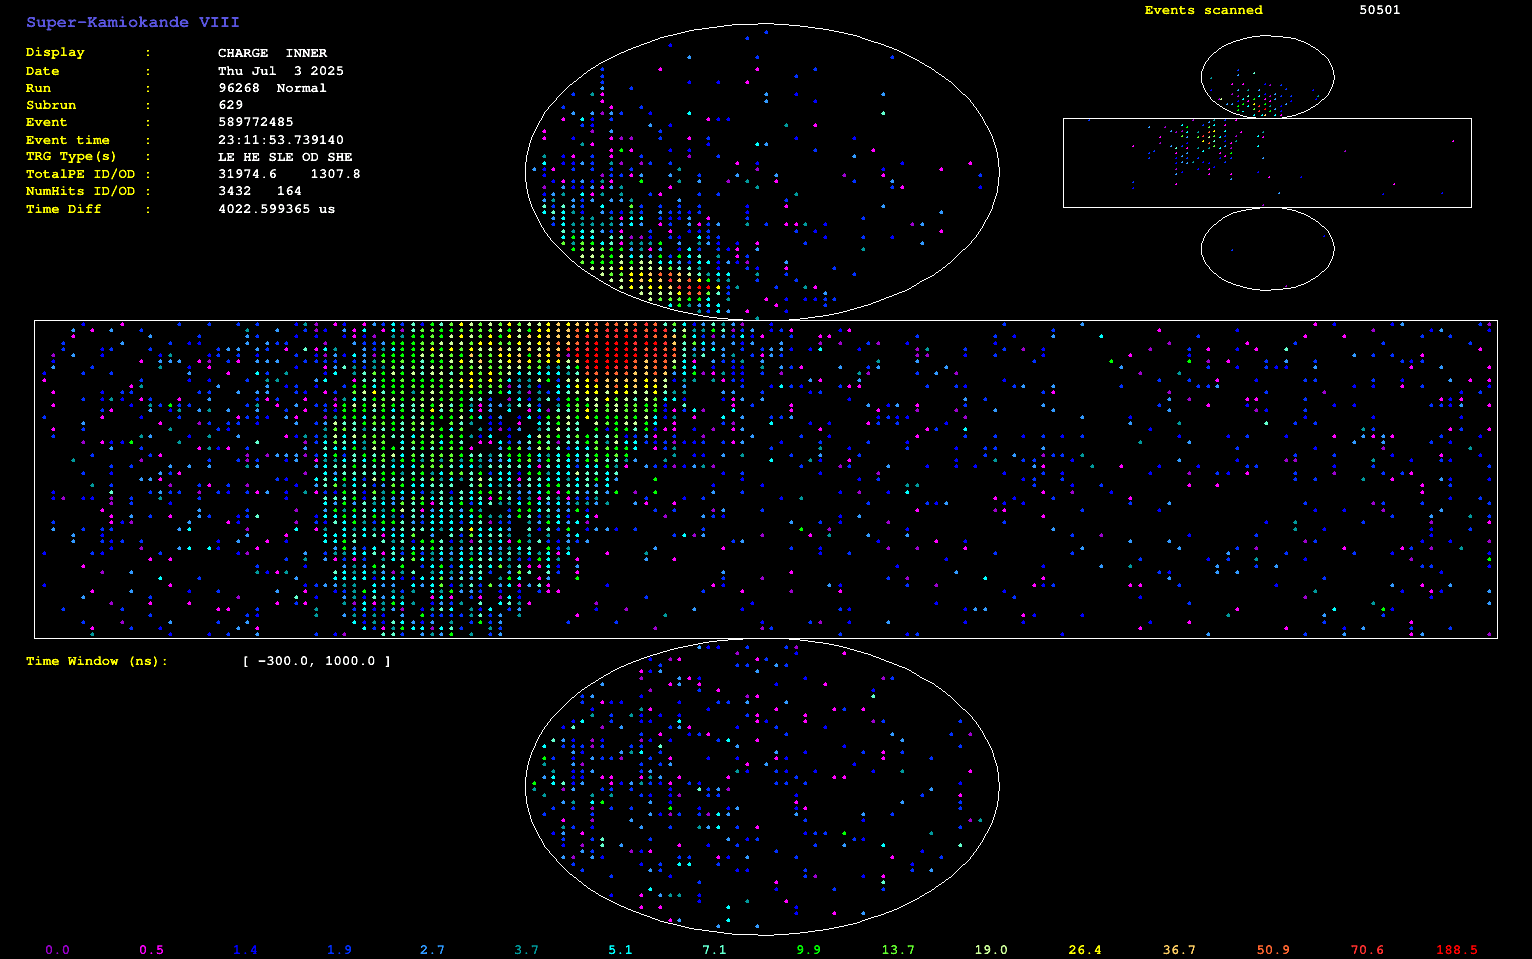 Super-Kamiokande VIII
Events scanned 50501
Display : CHARGE INNER
Date : Thu Jul 3 2025
Run : 96268 Normal
Subrun : 629
Event : 589772485
Event time : 23:11:53.739140
TRG Type(s) : LE HE SLE OD SHE
TotalPE ID/OD : 31974.6 1307.8
NumHits ID/OD : 3432 164
Time Diff : 4022.599365 us
Time Window (ns): [ -300.0, 1000.0 ]
0.0 0.5 1.4 1.9 2.7 3.7 5.1 7.1 9.9 13.7 19.0 26.4 36.7 50.9 70.6 188.5